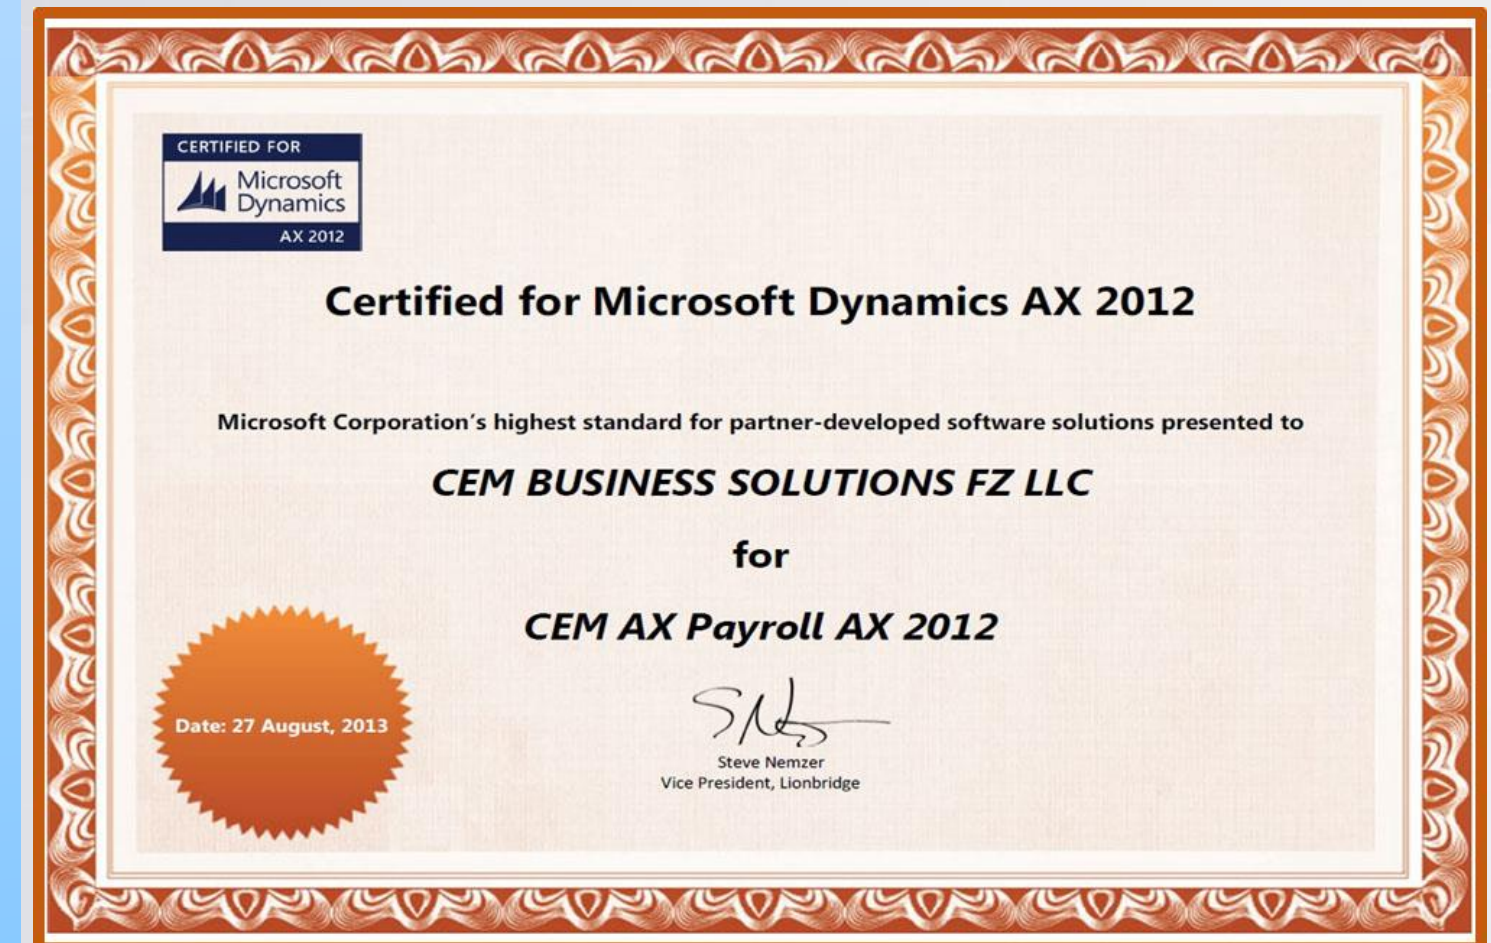 CERTIFIED FOR
Microsoft
Dynamics
AX 2012
Certified for Microsoft Dynamics AX 2012
Microsoft Corporation's highest standard for partner-developed software solutions presented to
CEM BUSINESS SOLUTIONS FZ LLC
for
CEM AX Payroll AX 2012
Date: 27 August, 2013
Steve Nemzer
Vice President, Lionbridge